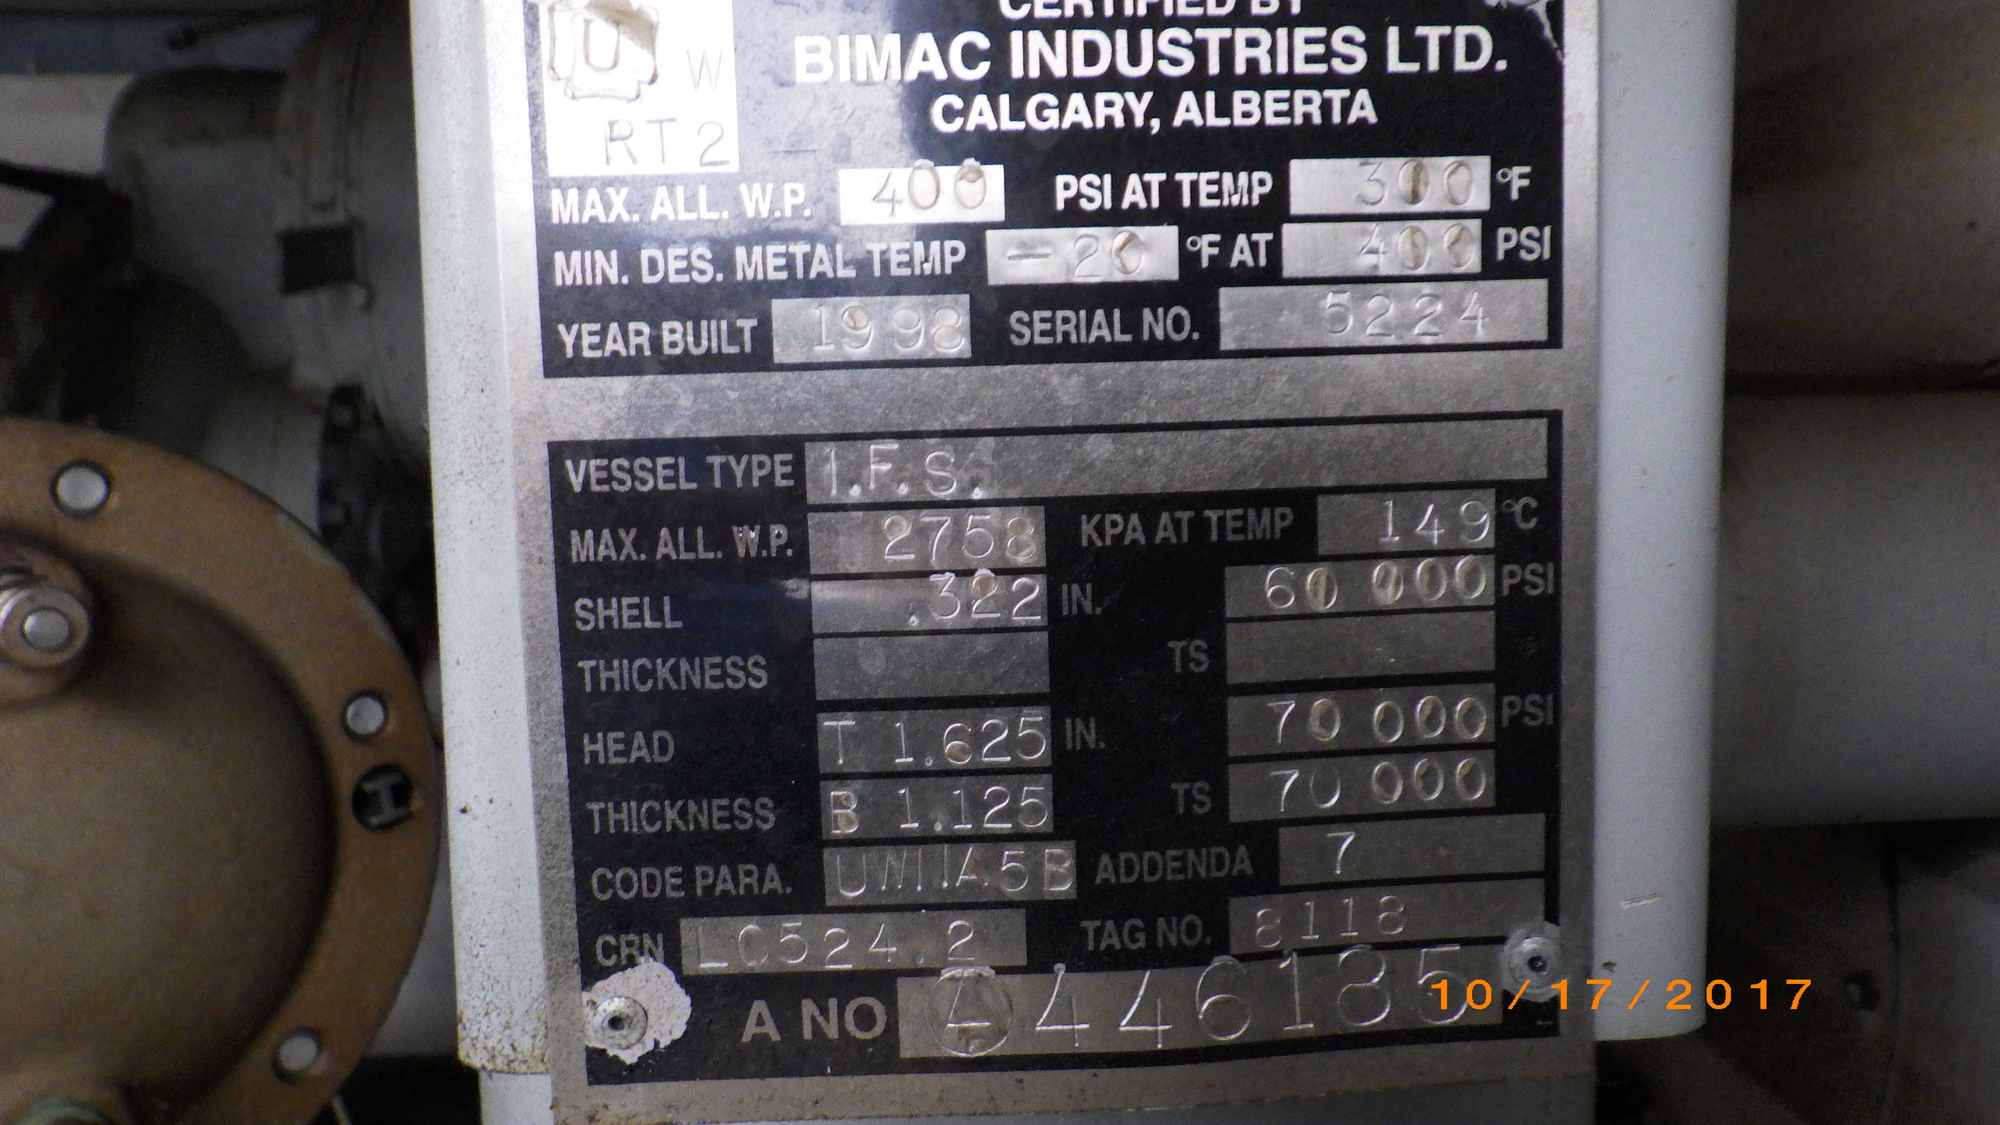 CERTIFIED BY
U W
BIMAC INDUSTRIES LTD.
RT2
CALGARY, ALBERTA
MAX. ALL. W.P. 400 PSI AT TEMP 300 °F
MIN. DES. METAL TEMP -20 °F AT 400 PSI
YEAR BUILT 1998 SERIAL NO. 5224
VESSEL TYPE I.F.S.
MAX. ALL. W.P. 2758 KPA AT TEMP 149 °C
SHELL .322 IN. 60 000 PSI
THICKNESS TS
HEAD T 1.625 IN. 70 000 PSI
THICKNESS B 1.125 TS 70 000
CODE PARA. ADDENDA 7
CRN L0524.2 TAG NO. 8118
A NO A 446185
H
10/17/2017